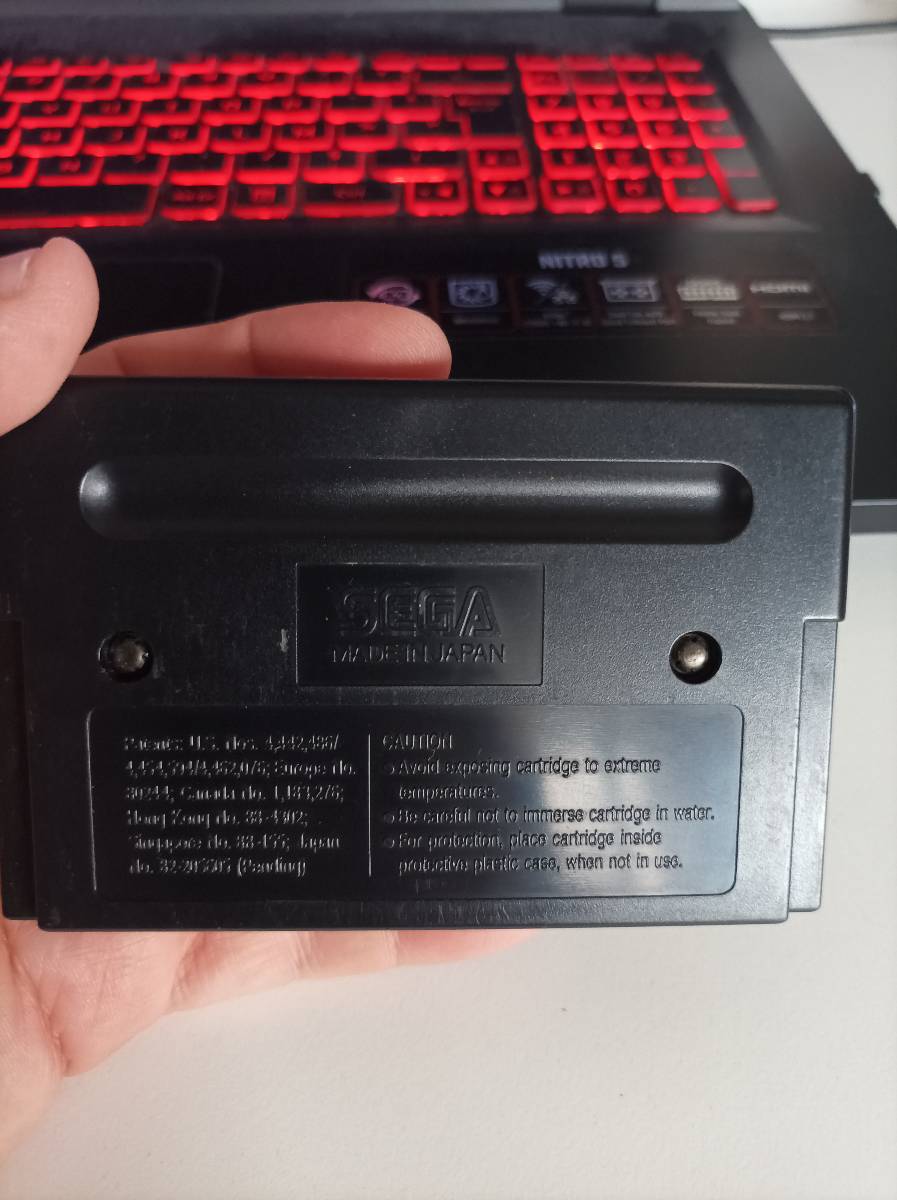 NITRO 5
HDMI
SEGA
MADE IN JAPAN
Patents: U.S. Nos. 4,442,486/
4,454,594/4,462,076; Europe No.
80244; Canada No. 1,183,276;
Hong Kong No. 88-4302;
Singapore No. 88-155; Japan
No. 82-205605 (Pending)
CAUTION
Avoid exposing cartridge to extreme
temperatures.
Be careful not to immerse cartridge in water.
For protection, place cartridge inside
protective plastic case, when not in use.